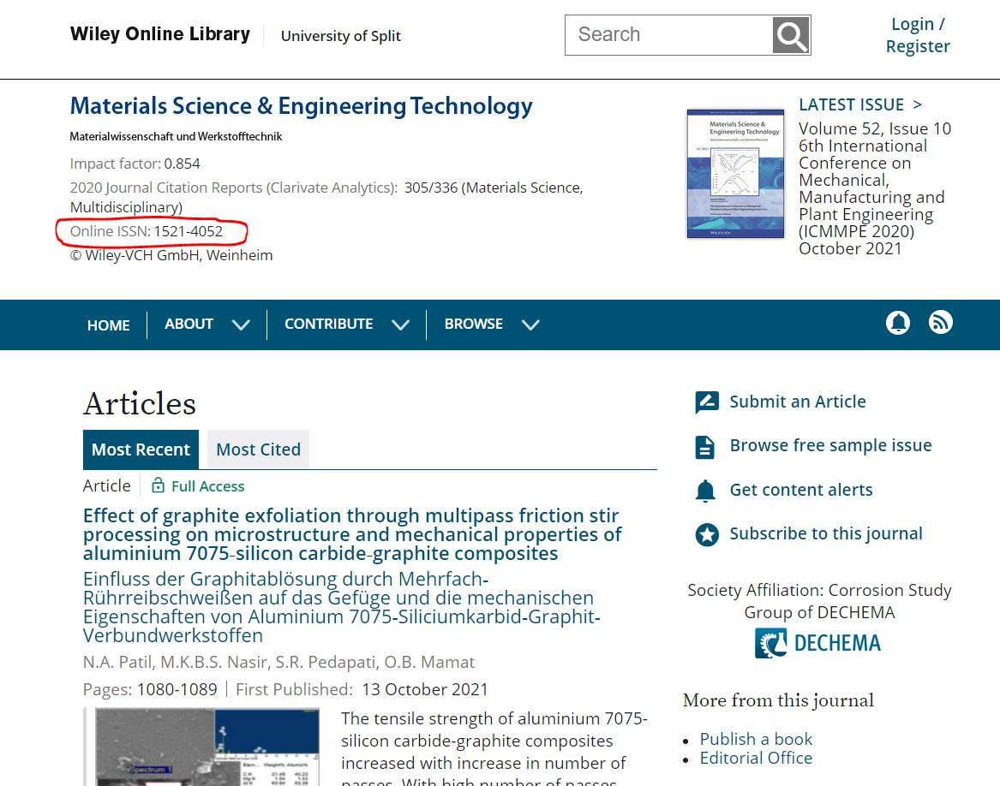 Wiley Online Library
University of Split
Search
Login /
Register
Materials Science & Engineering Technology
Materialwissenschaft und Werkstofftechnik
Impact factor: 0.854
2020 Journal Citation Reports (Clarivate Analytics): 305/336 (Materials Science,
Multidisciplinary)
Online ISSN: 1521-4052
© Wiley-VCH GmbH, Weinheim
Materials Science &
Engineering Technology
Materialwissenschaft und Werkstofftechnik
WILEY-VCH
LATEST ISSUE >
Volume 52, Issue 10
6th International
Conference on
Mechanical,
Manufacturing and
Plant Engineering
(ICMMPE 2020)
October 2021
HOME
ABOUT
CONTRIBUTE
BROWSE
Articles
Most Recent
Most Cited
Article
Full Access
Effect of graphite exfoliation through multipass friction stir
processing on microstructure and mechanical properties of
aluminium 7075-silicon carbide-graphite composites
Einfluss der Graphitablösung durch Mehrfach-
Rührreibschweißen auf das Gefüge und die mechanischen
Eigenschaften von Aluminium 7075-Siliciumkarbid-Graphit-
Verbundwerkstoffen
N.A. Patil, M.K.B.S. Nasir, S.R. Pedapati, O.B. Mamat
Pages: 1080-1089 | First Published: 13 October 2021
Spectrum 1
The tensile strength of aluminium 7075-
silicon carbide-graphite composites
increased with increase in number of
passes. With high number of passes
Submit an Article
Browse free sample issue
Get content alerts
Subscribe to this journal
Society Affiliation: Corrosion Study
Group of DECHEMA
DECHEMA
More from this journal
Publish a book
Editorial Office